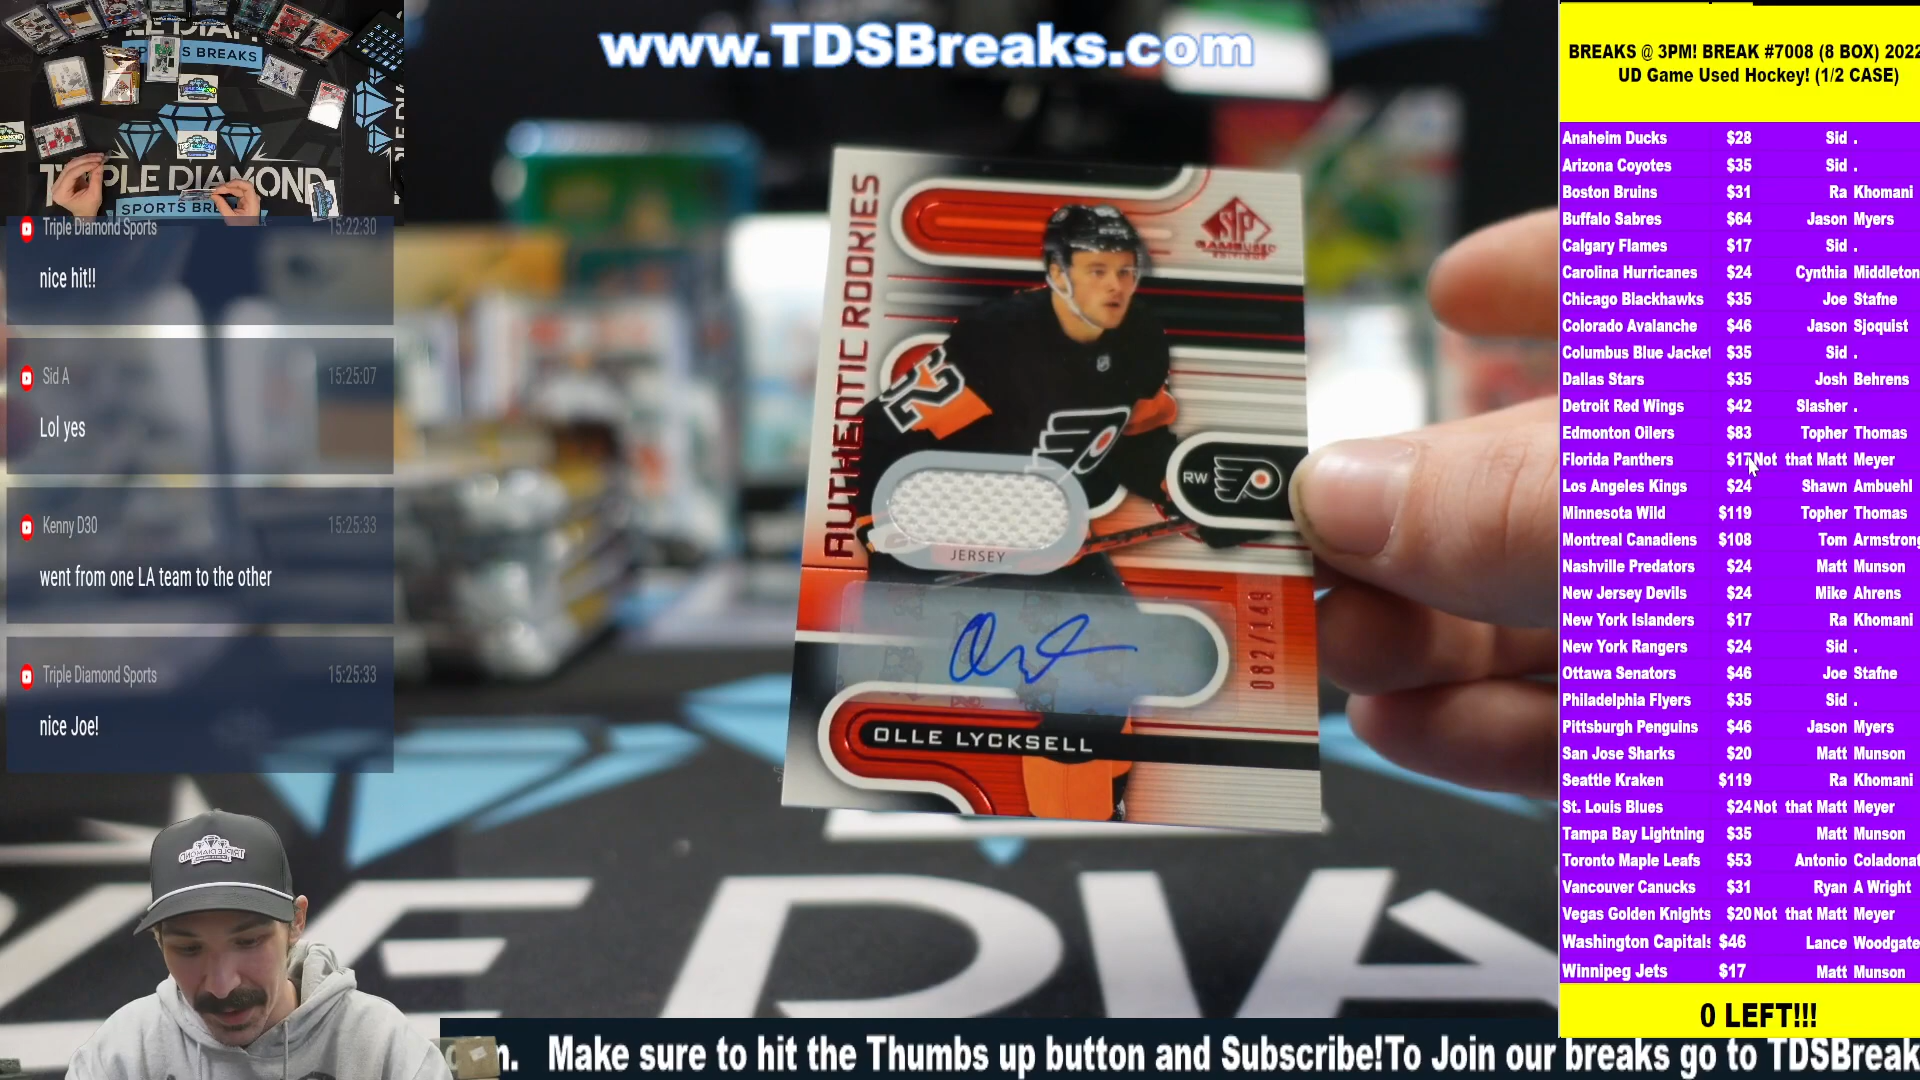 www.TDSBreaks.com
S BREAKS
TRIPLE DIAMOND
SPORTS BRE
Triple Diamond Sports 15:22:30
nice hit!!
Sid A 15:25:07
Lol yes
Kenny D30 15:25:33
went from one LA team to the other
Triple Diamond Sports 15:25:33
nice Joe!
AUTHENTIC ROOKIES
SP
GAME USED
EDITION
RW
JERSEY
082/149
OLLE LYCKSELL
BREAKS @ 3PM! BREAK #7008 (8 BOX) 2022
UD Game Used Hockey! (1/2 CASE)
Anaheim Ducks $28 Sid .
Arizona Coyotes $35 Sid .
Boston Bruins $31 Ra Khomani
Buffalo Sabres $64 Jason Myers
Calgary Flames $17 Sid .
Carolina Hurricanes $24 Cynthia Middleton
Chicago Blackhawks $35 Joe Stafne
Colorado Avalanche $46 Jason Sjoquist
Columbus Blue Jacket $35 Sid .
Dallas Stars $35 Josh Behrens
Detroit Red Wings $42 Slasher .
Edmonton Oilers $83 Topher Thomas
Florida Panthers $17 Not that Matt Meyer
Los Angeles Kings $24 Shawn Ambuehl
Minnesota Wild $119 Topher Thomas
Montreal Canadiens $108 Tom Armstrong
Nashville Predators $24 Matt Munson
New Jersey Devils $24 Mike Ahrens
New York Islanders $17 Ra Khomani
New York Rangers $24 Sid .
Ottawa Senators $46 Joe Stafne
Philadelphia Flyers $35 Sid .
Pittsburgh Penguins $46 Jason Myers
San Jose Sharks $20 Matt Munson
Seattle Kraken $119 Ra Khomani
St. Louis Blues $24 Not that Matt Meyer
Tampa Bay Lightning $35 Matt Munson
Toronto Maple Leafs $53 Antonio Coladonat
Vancouver Canucks $31 Ryan A Wright
Vegas Golden Knights $20 Not that Matt Meyer
Washington Capitals $46 Lance Woodgate
Winnipeg Jets $17 Matt Munson
0 LEFT!!!
Make sure to hit the Thumbs up button and Subscribe!To Join our breaks go to TDSBreak